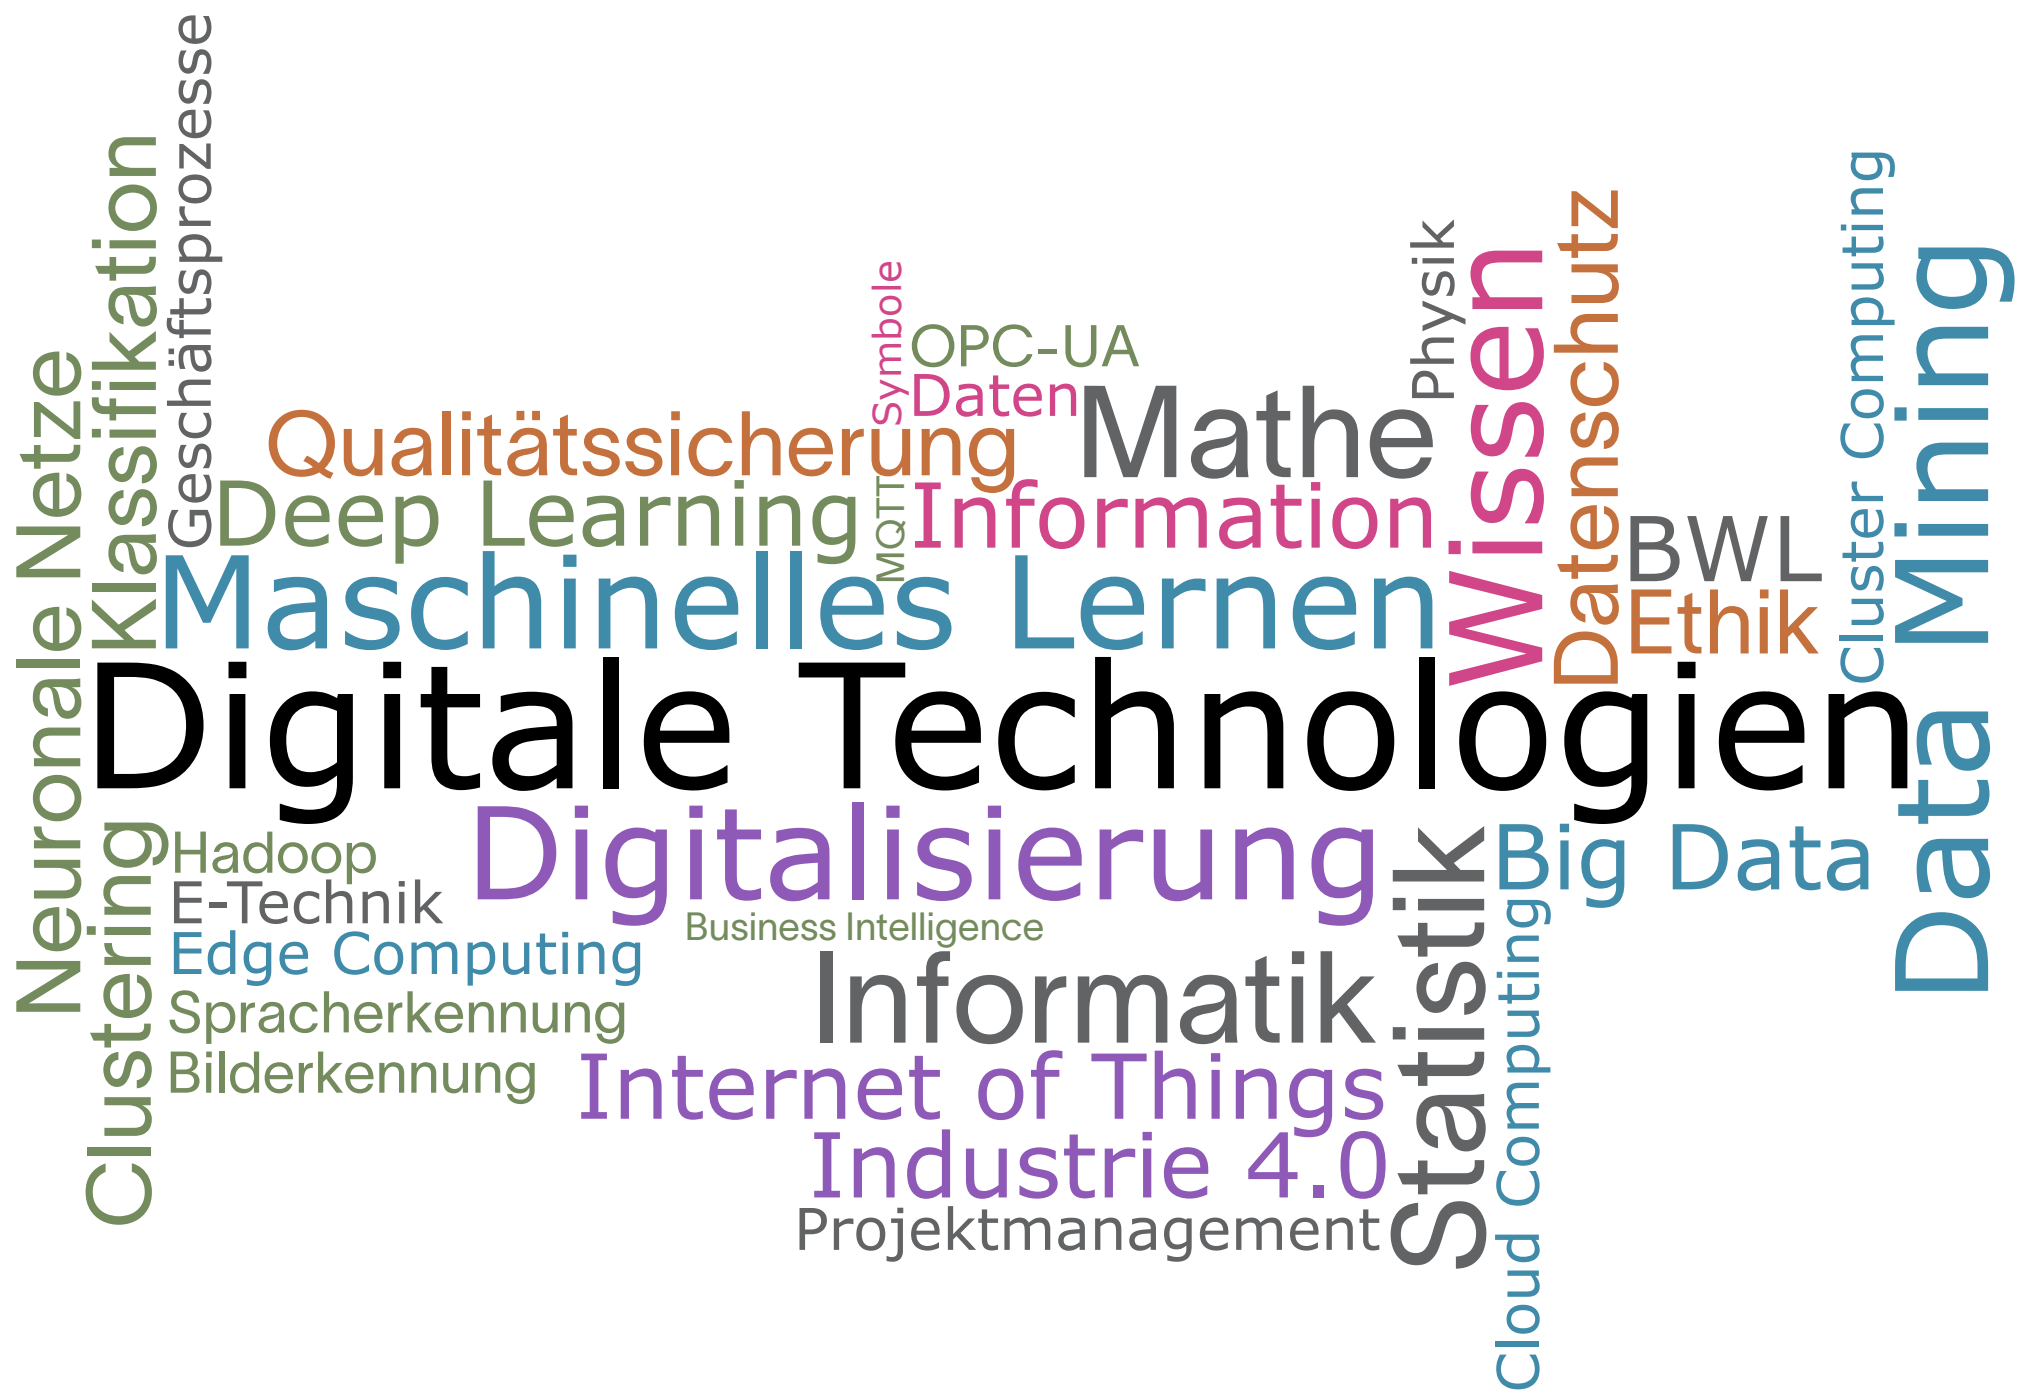 Neuronale Netze
Klassifikation
Geschäftsprozesse
Symbole
OPC-UA
Daten
Mathe
Physik
Wissen
Datenschutz
Cluster Computing
Data Mining
Qualitätssicherung
Deep Learning
MQTT
Information
BWL
Ethik
Maschinelles Lernen
Digitale Technologien
Clustering
Hadoop
E-Technik
Edge Computing
Spracherkennung
Bilderkennung
Digitalisierung
Business Intelligence
Informatik
Internet of Things
Industrie 4.0
Projektmanagement
Statistik
Big Data
Cloud Computing